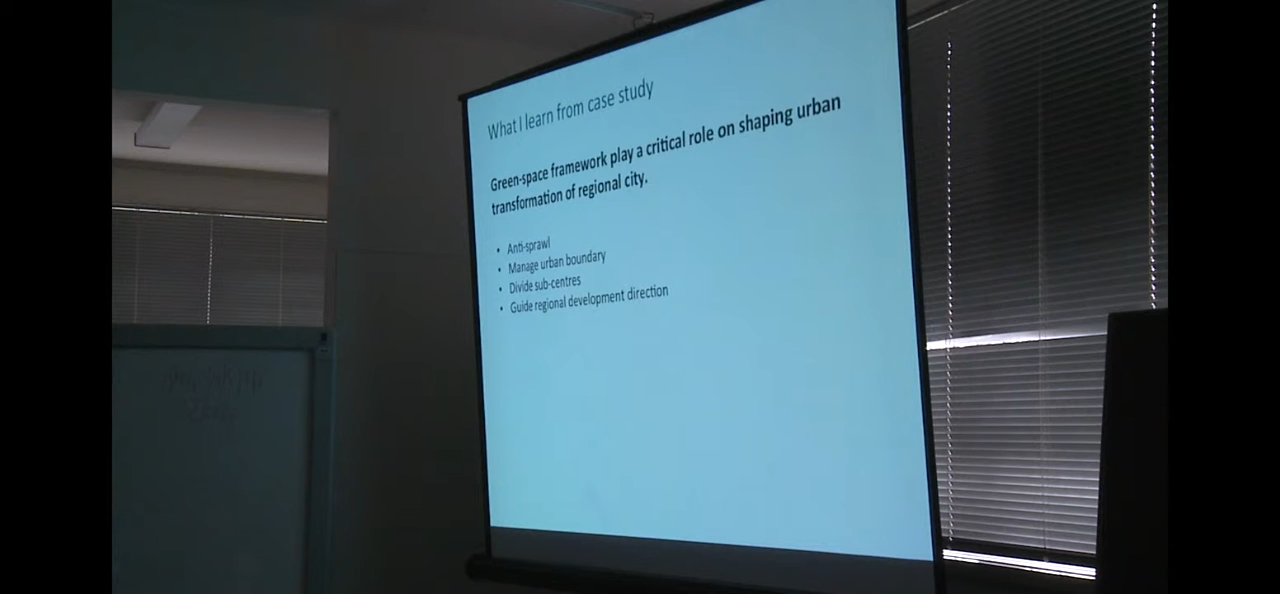 What I learn from case study
Green-space framework play a critical role on shaping urban
transformation of regional city.
• Anti-sprawl
• Manage urban boundary
• Divide sub-centres
• Guide regional development direction